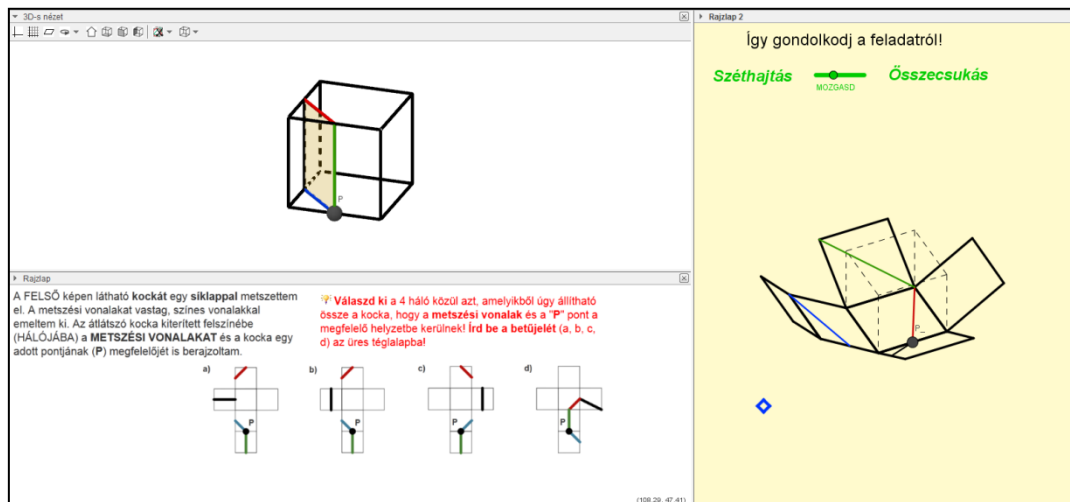 3D-s nézet
P
Rajzlap
A FELSŐ képen látható kockát egy síklappal metszettem
el. A metszési vonalakat vastag, színes vonalakkal
emeltem ki. Az átlátszó kocka kiterített felszínébe
(HÁLÓJÁBA) a METSZÉSI VONALAKAT és a kocka egy
adott pontjának (P) megfelelőjét is berajzoltam.
Válaszd ki a 4 háló közül azt, amelyikből úgy állítható
össze a kocka, hogy a metszési vonalak és a "P" pont a
megfelelő helyzetbe kerülnek! Írd be a betűjelét (a, b, c,
d) az üres téglalapba!
a) b) c) d)
P P P P
(108.29, 47.41)
Rajzlap 2
Így gondolkodj a feladatról!
Széthajtás Összecsukás
MOZGASD
P_